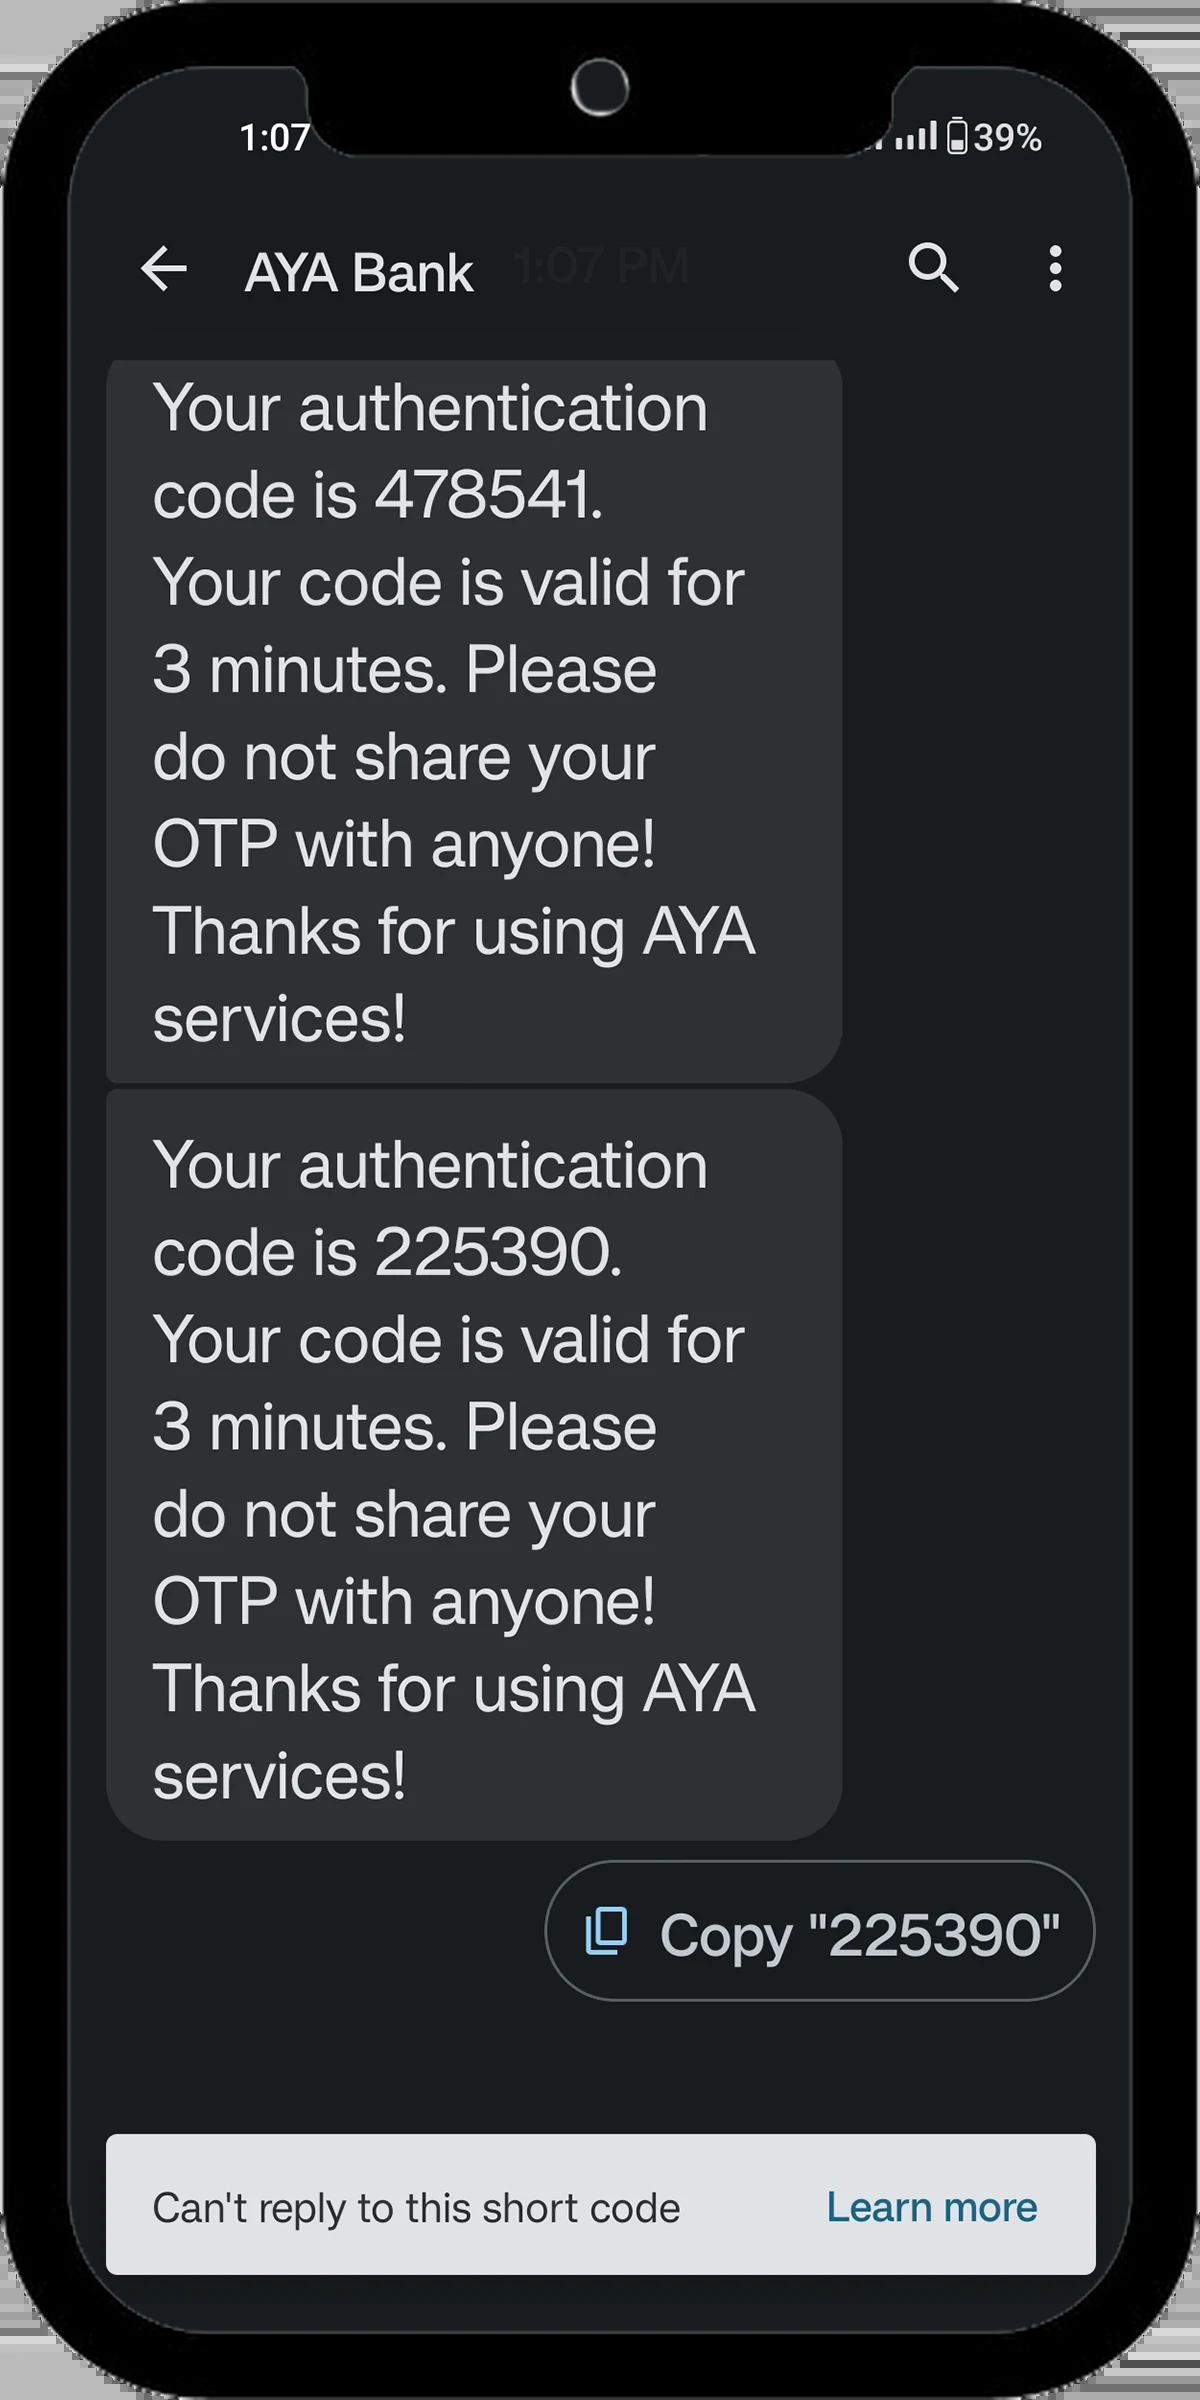 1:07
39%
AYA Bank
1:07 PM
Your authentication
code is 478541.
Your code is valid for
3 minutes. Please
do not share your
OTP with anyone!
Thanks for using AYA
services!
Your authentication
code is 225390.
Your code is valid for
3 minutes. Please
do not share your
OTP with anyone!
Thanks for using AYA
services!
Copy "225390"
Can't reply to this short code
Learn more